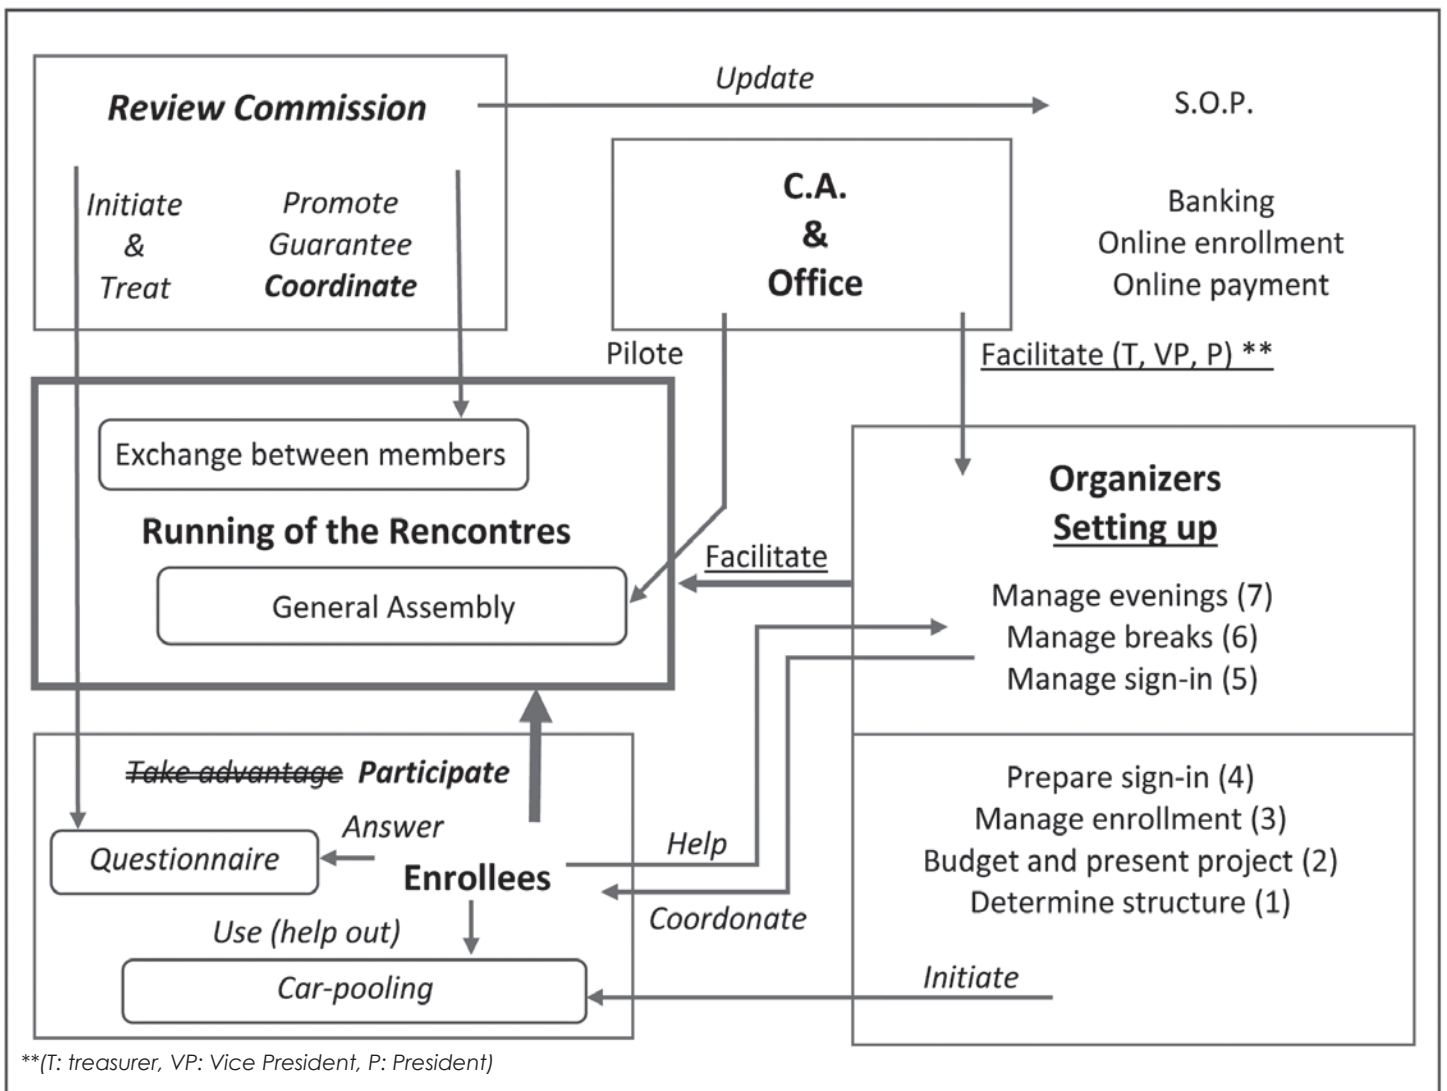 Update
Review Commission
S.O.P.
Initiate
&
Treat
Promote
Guarantee
Coordinate
C.A.
&
Office
Banking
Online enrollment
Online payment
Pilote
Facilitate (T, VP, P) **
Exchange between members
Running of the Rencontres
General Assembly
Facilitate
Organizers
Setting up
Manage evenings (7)
Manage breaks (6)
Manage sign-in (5)
Take advantage Participate
Answer
Questionnaire
Enrollees
Use (help out)
Car-pooling
Help
Coordonate
Prepare sign-in (4)
Manage enrollment (3)
Budget and present project (2)
Determine structure (1)
Initiate
**(T: treasurer, VP: Vice President, P: President)